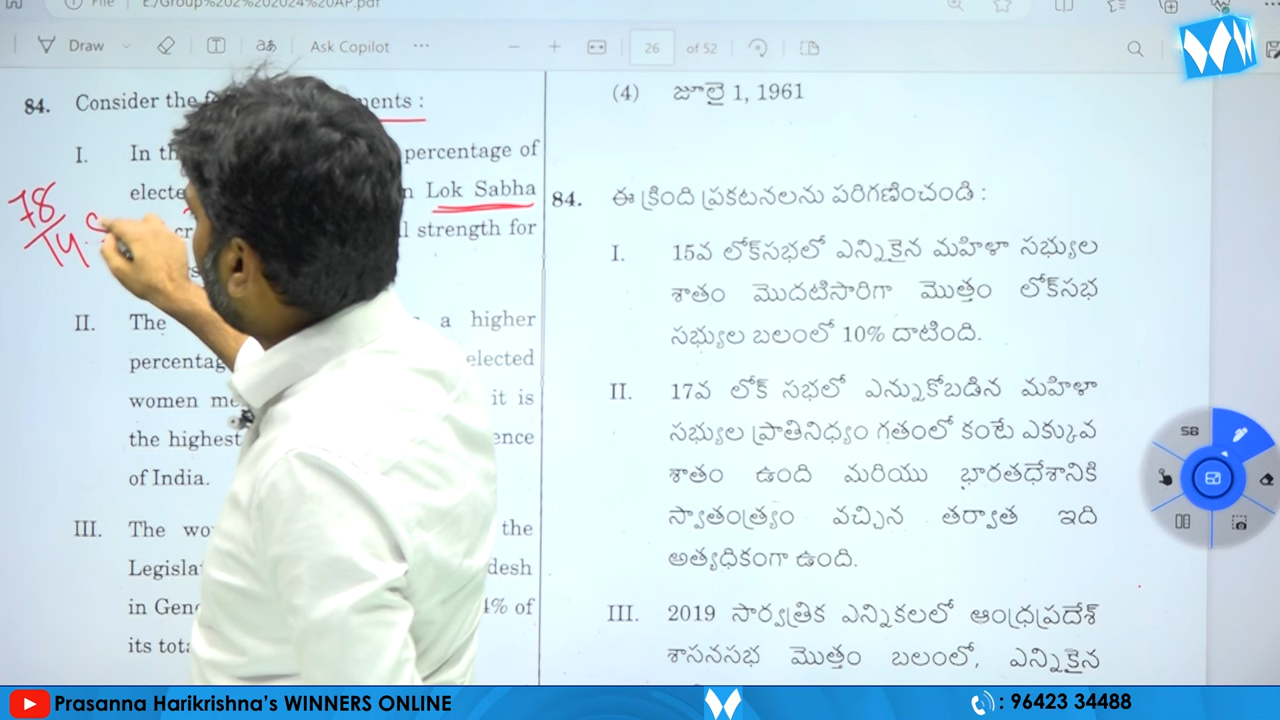 File
E:/Group%202%202024%20AP.pdf
Draw
Ask Copilot
26 of 52
84. Consider the ments :
I. In th percentage of
elect Lok Sabha
strength for
II. The a higher
percentag elected
women me it is
the highest ence
of India.
III. The wo the
Legisla desh
in Gen 4% of
its tota
78
14.
(4) జూలై 1, 1961
84. ఈ క్రింది ప్రకటనలను పరిగణించండి :
I. 15వ లోక్‌సభలో ఎన్నికైన మహిళా సభ్యుల
శాతం మొదటిసారిగా మొత్తం లోక్‌సభ
సభ్యుల బలంలో 10% దాటింది.
II. 17వ లోక్ సభలో ఎన్నుకోబడిన మహిళా
సభ్యుల ప్రాతినిధ్యం గతంలో కంటే ఎక్కువ
శాతం ఉంది మరియు భారతధేశానికి
స్వాతంత్ర్యం వచ్చిన తర్వాత ఇది
అత్యధికంగా ఉంది.
III. 2019 సార్వత్రిక ఎన్నికలలో ఆంధ్రప్రదేశ్
శాసనసభ మొత్తం బలంలో, ఎన్నికైన
SB
Prasanna Harikrishna's WINNERS ONLINE
: 96423 34488